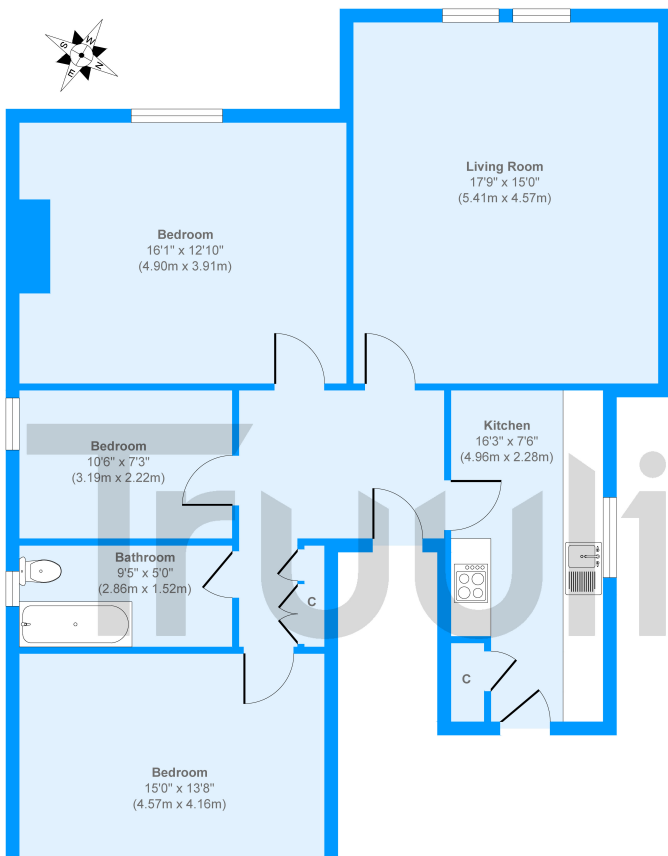 S
W
N
E
Living Room
17'9" x 15'0"
(5.41m x 4.57m)
Bedroom
16'1" x 12'10"
(4.90m x 3.91m)
Kitchen
16'3" x 7'6"
(4.96m x 2.28m)
Bedroom
10'6" x 7'3"
(3.19m x 2.22m)
Truuli
Bathroom
9'5" x 5'0"
(2.86m x 1.52m)
C
C
Bedroom
15'0" x 13'8"
(4.57m x 4.16m)